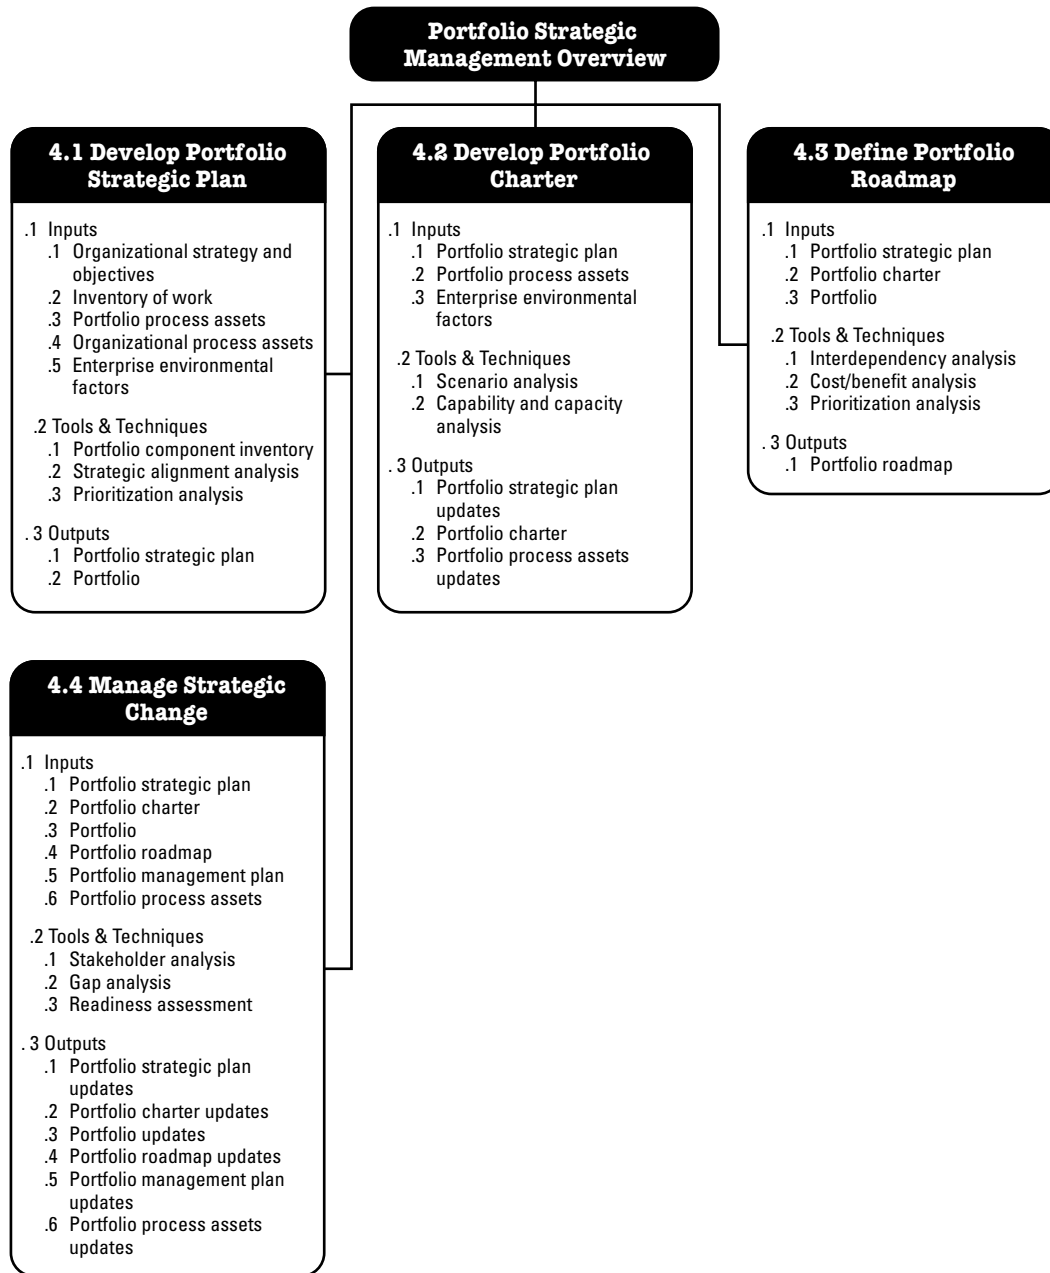 Portfolio Strategic
Management Overview
4.1 Develop Portfolio
Strategic Plan
.1 Inputs
.1 Organizational strategy and
objectives
.2 Inventory of work
.3 Portfolio process assets
.4 Organizational process assets
.5 Enterprise environmental
factors
.2 Tools & Techniques
.1 Portfolio component inventory
.2 Strategic alignment analysis
.3 Prioritization analysis
. 3 Outputs
.1 Portfolio strategic plan
.2 Portfolio
4.2 Develop Portfolio
Charter
.1 Inputs
.1 Portfolio strategic plan
.2 Portfolio process assets
.3 Enterprise environmental
factors
.2 Tools & Techniques
.1 Scenario analysis
.2 Capability and capacity
analysis
. 3 Outputs
.1 Portfolio strategic plan
updates
.2 Portfolio charter
.3 Portfolio process assets
updates
4.3 Define Portfolio
Roadmap
.1 Inputs
.1 Portfolio strategic plan
.2 Portfolio charter
.3 Portfolio
.2 Tools & Techniques
.1 Interdependency analysis
.2 Cost/benefit analysis
.3 Prioritization analysis
. 3 Outputs
.1 Portfolio roadmap
4.4 Manage Strategic
Change
.1 Inputs
.1 Portfolio strategic plan
.2 Portfolio charter
.3 Portfolio
.4 Portfolio roadmap
.5 Portfolio management plan
.6 Portfolio process assets
.2 Tools & Techniques
.1 Stakeholder analysis
.2 Gap analysis
.3 Readiness assessment
. 3 Outputs
.1 Portfolio strategic plan
updates
.2 Portfolio charter updates
.3 Portfolio updates
.4 Portfolio roadmap updates
.5 Portfolio management plan
updates
.6 Portfolio process assets
updates